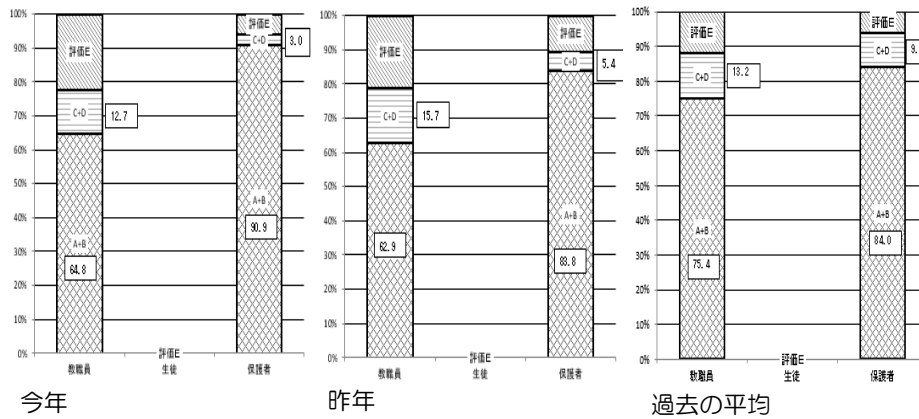 100%
90%
80%
70%
60%
50%
40%
30%
20%
10%
0%
評価E
C+D
12.7
A+B
64.8
評価E
C+D
3.0
A+B
90.9
評価E
教職員
生徒
保護者
今年
100%
90%
80%
70%
60%
50%
40%
30%
20%
10%
0%
評価E
C+D
15.7
62.9
評価E
C+D
5.4
A+B
83.8
評価E
教職員
生徒
保護者
昨年
100%
90%
80%
70%
60%
50%
40%
30%
20%
10%
0%
評価E
C+D
13.2
A+B
75.4
評価E
C+D
9.
A+B
84.0
評価E
教職員
生徒
保護者
過去の平均